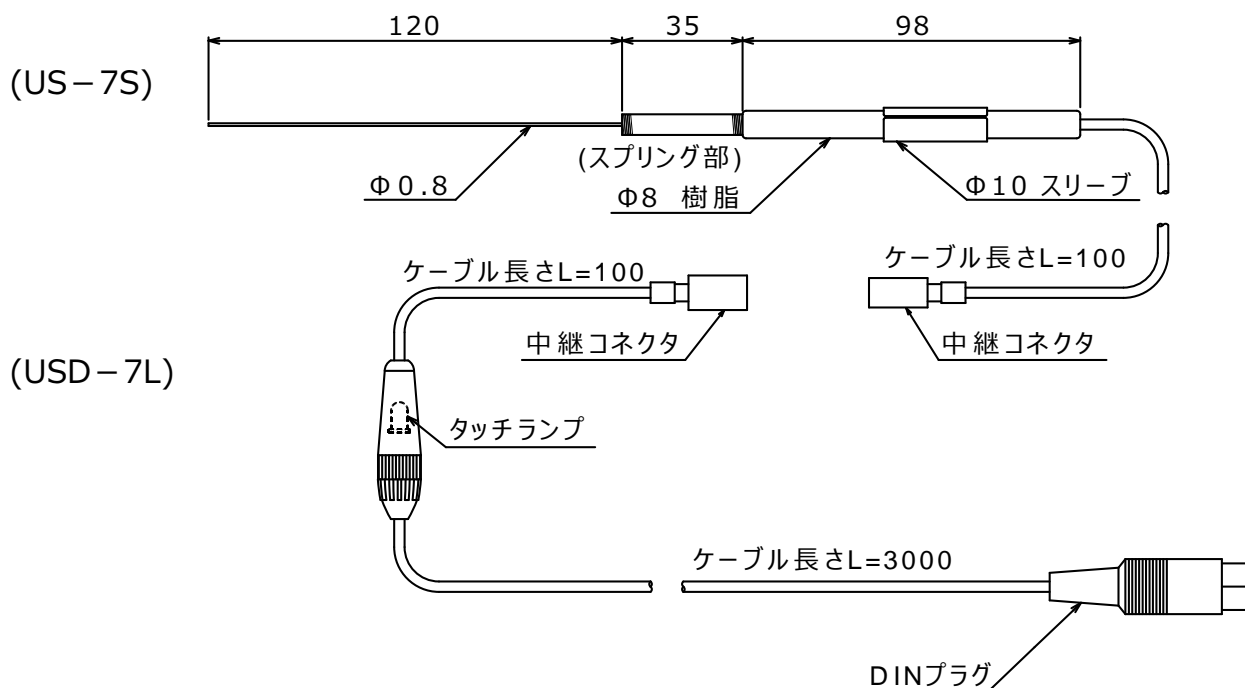 120
35
98
(US－7S)
(スプリング部)
Φ0.8
Φ8 樹脂
Φ10 スリーブ
ケーブル長さL=100
ケーブル長さL=100
中継コネクタ
中継コネクタ
(USD－7L)
タッチランプ
ケーブル長さL=3000
DINプラグ